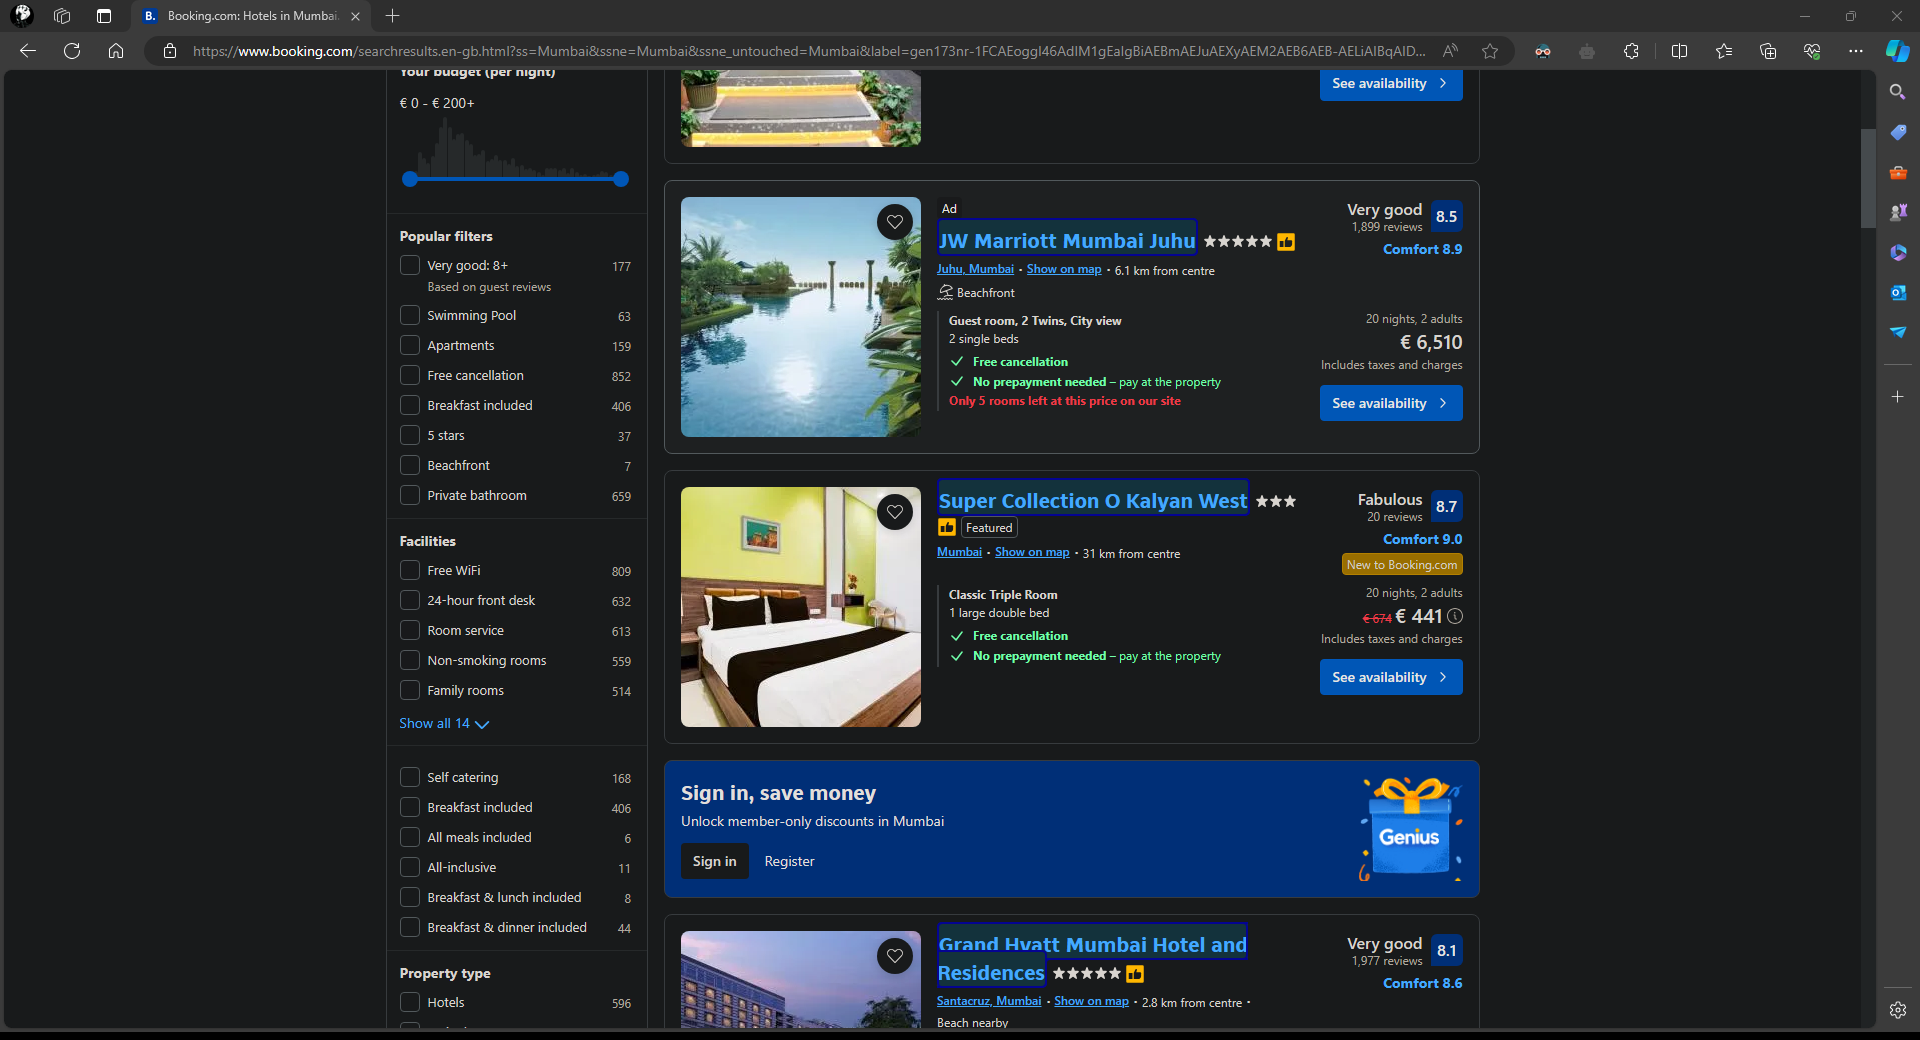 Booking.com: Hotels in Mumbai.
https://www.booking.com/searchresults.en-gb.html?ss=Mumbai&ssne=Mumbai&ssne_untouched=Mumbai&label=gen173nr-1FCAEoggI46AdIM1gEaIgBiAEBmAEJuAEXyAEM2AEB6AEB-AELiAIBqAID...
Your budget (per night)
€ 0 - € 200+
Popular filters
Very good: 8+ 177
Based on guest reviews
Swimming Pool 63
Apartments 159
Free cancellation 852
Breakfast included 406
5 stars 37
Beachfront 7
Private bathroom 659
Facilities
Free WiFi 809
24-hour front desk 632
Room service 613
Non-smoking rooms 559
Family rooms 514
Show all 14
Self catering 168
Breakfast included 406
All meals included 6
All-inclusive 11
Breakfast & lunch included 8
Breakfast & dinner included 44
Property type
Hotels 596
See availability
Ad
JW Marriott Mumbai Juhu
Juhu, Mumbai · Show on map · 6.1 km from centre
Beachfront
Guest room, 2 Twins, City view
2 single beds
Free cancellation
No prepayment needed – pay at the property
Only 5 rooms left at this price on our site
Very good 8.5
1,899 reviews
Comfort 8.9
20 nights, 2 adults
€ 6,510
Includes taxes and charges
See availability
Super Collection O Kalyan West
Featured
Mumbai · Show on map · 31 km from centre
Classic Triple Room
1 large double bed
Free cancellation
No prepayment needed – pay at the property
Fabulous 8.7
20 reviews
Comfort 9.0
New to Booking.com
20 nights, 2 adults
€ 674 € 441
Includes taxes and charges
See availability
Sign in, save money
Unlock member-only discounts in Mumbai
Sign in Register
Genius
Grand Hyatt Mumbai Hotel and
Residences
Santacruz, Mumbai · Show on map · 2.8 km from centre ·
Beach nearby
Very good 8.1
1,977 reviews
Comfort 8.6